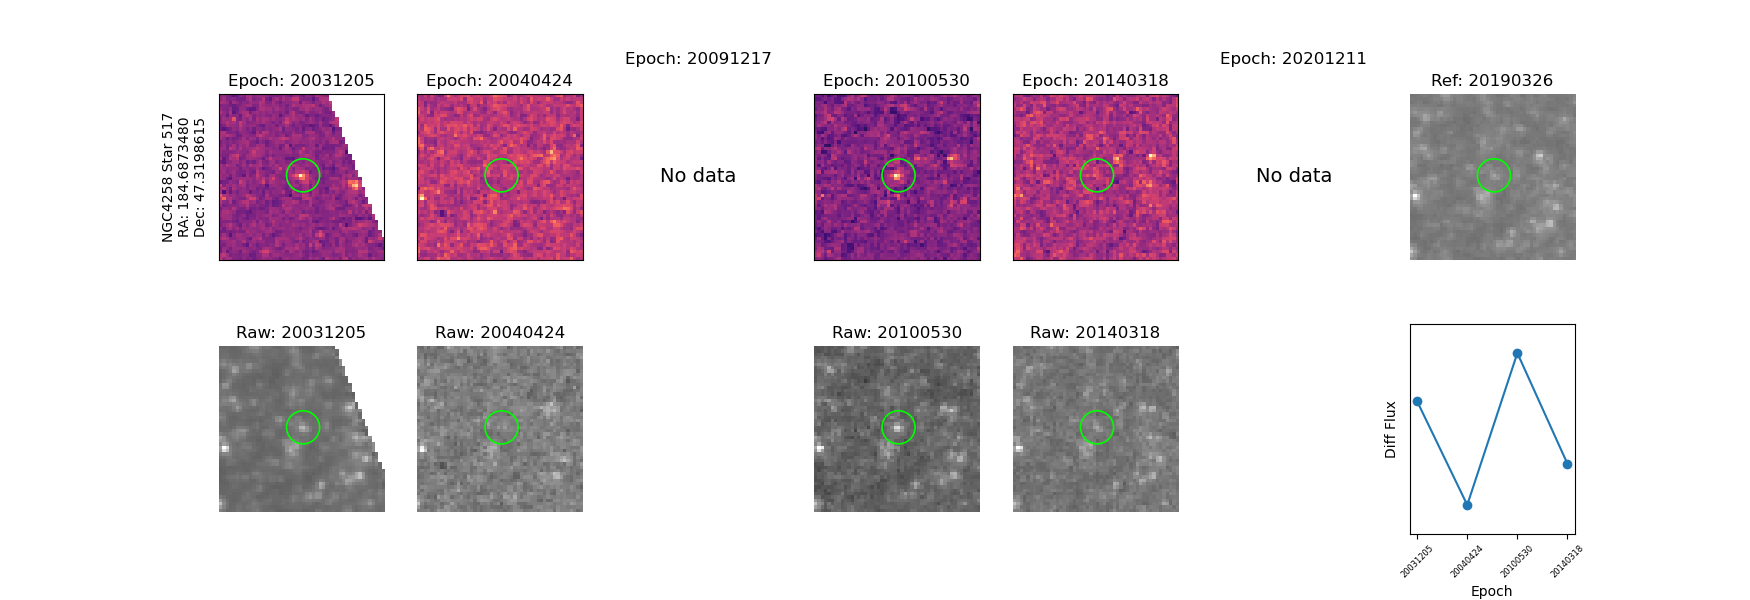 Epoch: 20091217
Epoch: 20201211
Epoch: 20031205
Epoch: 20040424
Epoch: 20100530
Epoch: 20140318
Ref: 20190326
NGC4258 Star 517
RA: 184.6873480
Dec: 47.3198615
No data
No data
Raw: 20031205
Raw: 20040424
Raw: 20100530
Raw: 20140318
Diff Flux
20031205
20040424
20100530
20140318
Epoch